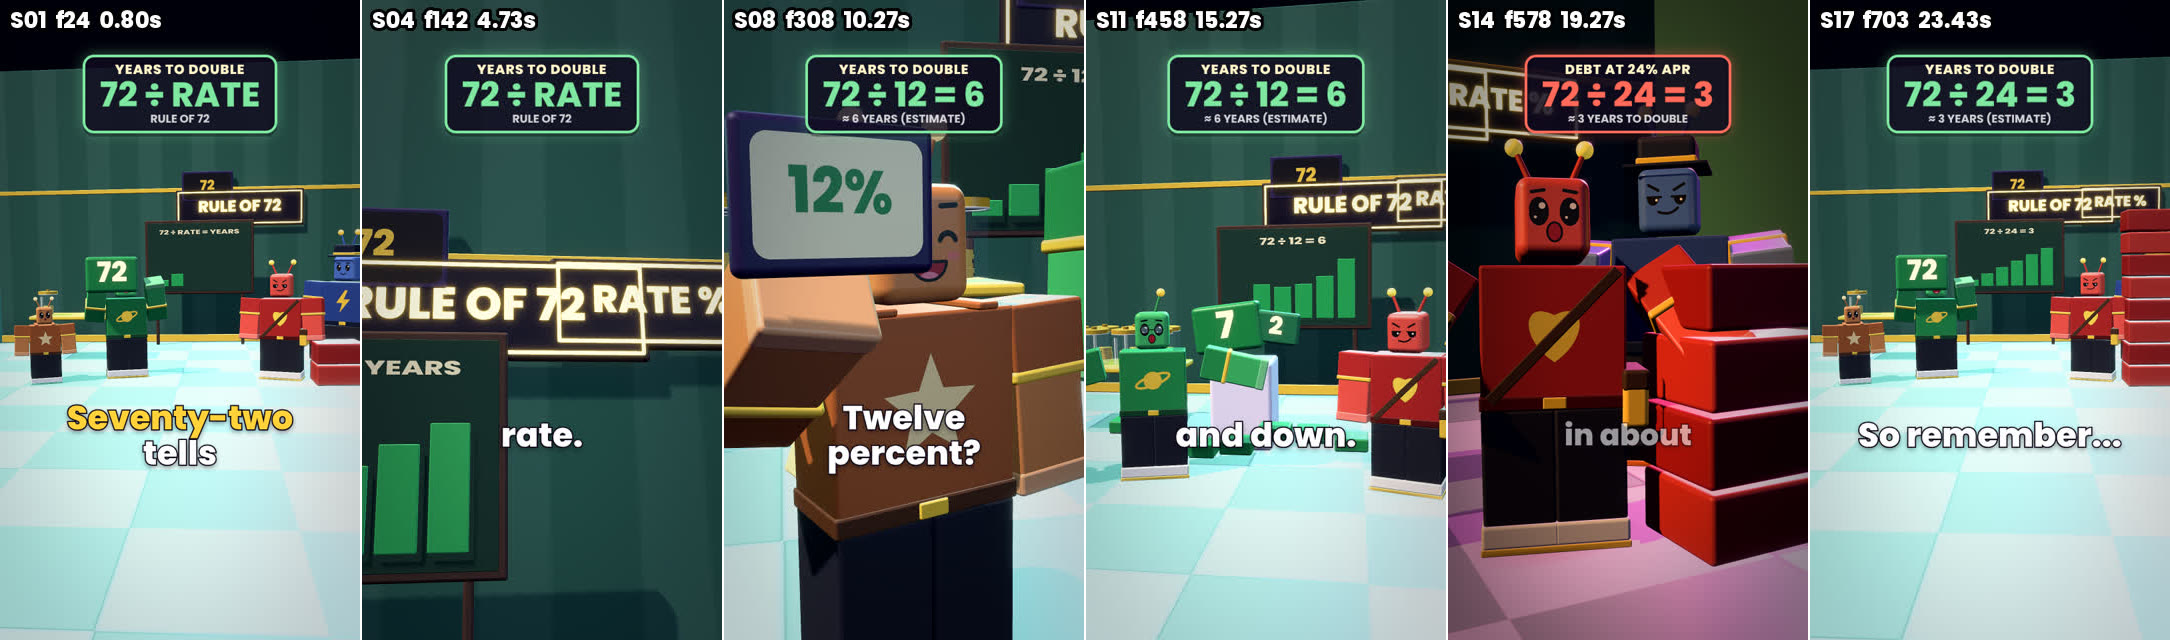 S01 f24 0.80s
YEARS TO DOUBLE
72 ÷ RATE
RULE OF 72
72
RULE OF 72
72 ÷ RATE = YEARS
72
Seventy-two
tells
S04 f142 4.73s
YEARS TO DOUBLE
72 ÷ RATE
RULE OF 72
72
RULE OF 72
RATE %
YEARS
rate.
S08 f308 10.27s
YEARS TO DOUBLE
72 ÷ 12 = 6
≈ 6 YEARS (ESTIMATE)
RU
72 ÷ 12
12%
Twelve
percent?
S11 f458 15.27s
YEARS TO DOUBLE
72 ÷ 12 = 6
≈ 6 YEARS (ESTIMATE)
72
RULE OF 72
RA
72 ÷ 12 = 6
7
2
and down.
S14 f578 19.27s
DEBT AT 24% APR
72 ÷ 24 = 3
≈ 3 YEARS TO DOUBLE
RATE %
in about
S17 f703 23.43s
YEARS TO DOUBLE
72 ÷ 24 = 3
≈ 3 YEARS (ESTIMATE)
72
RULE OF 72
RATE %
72 ÷ 24 = 3
72
So remember...